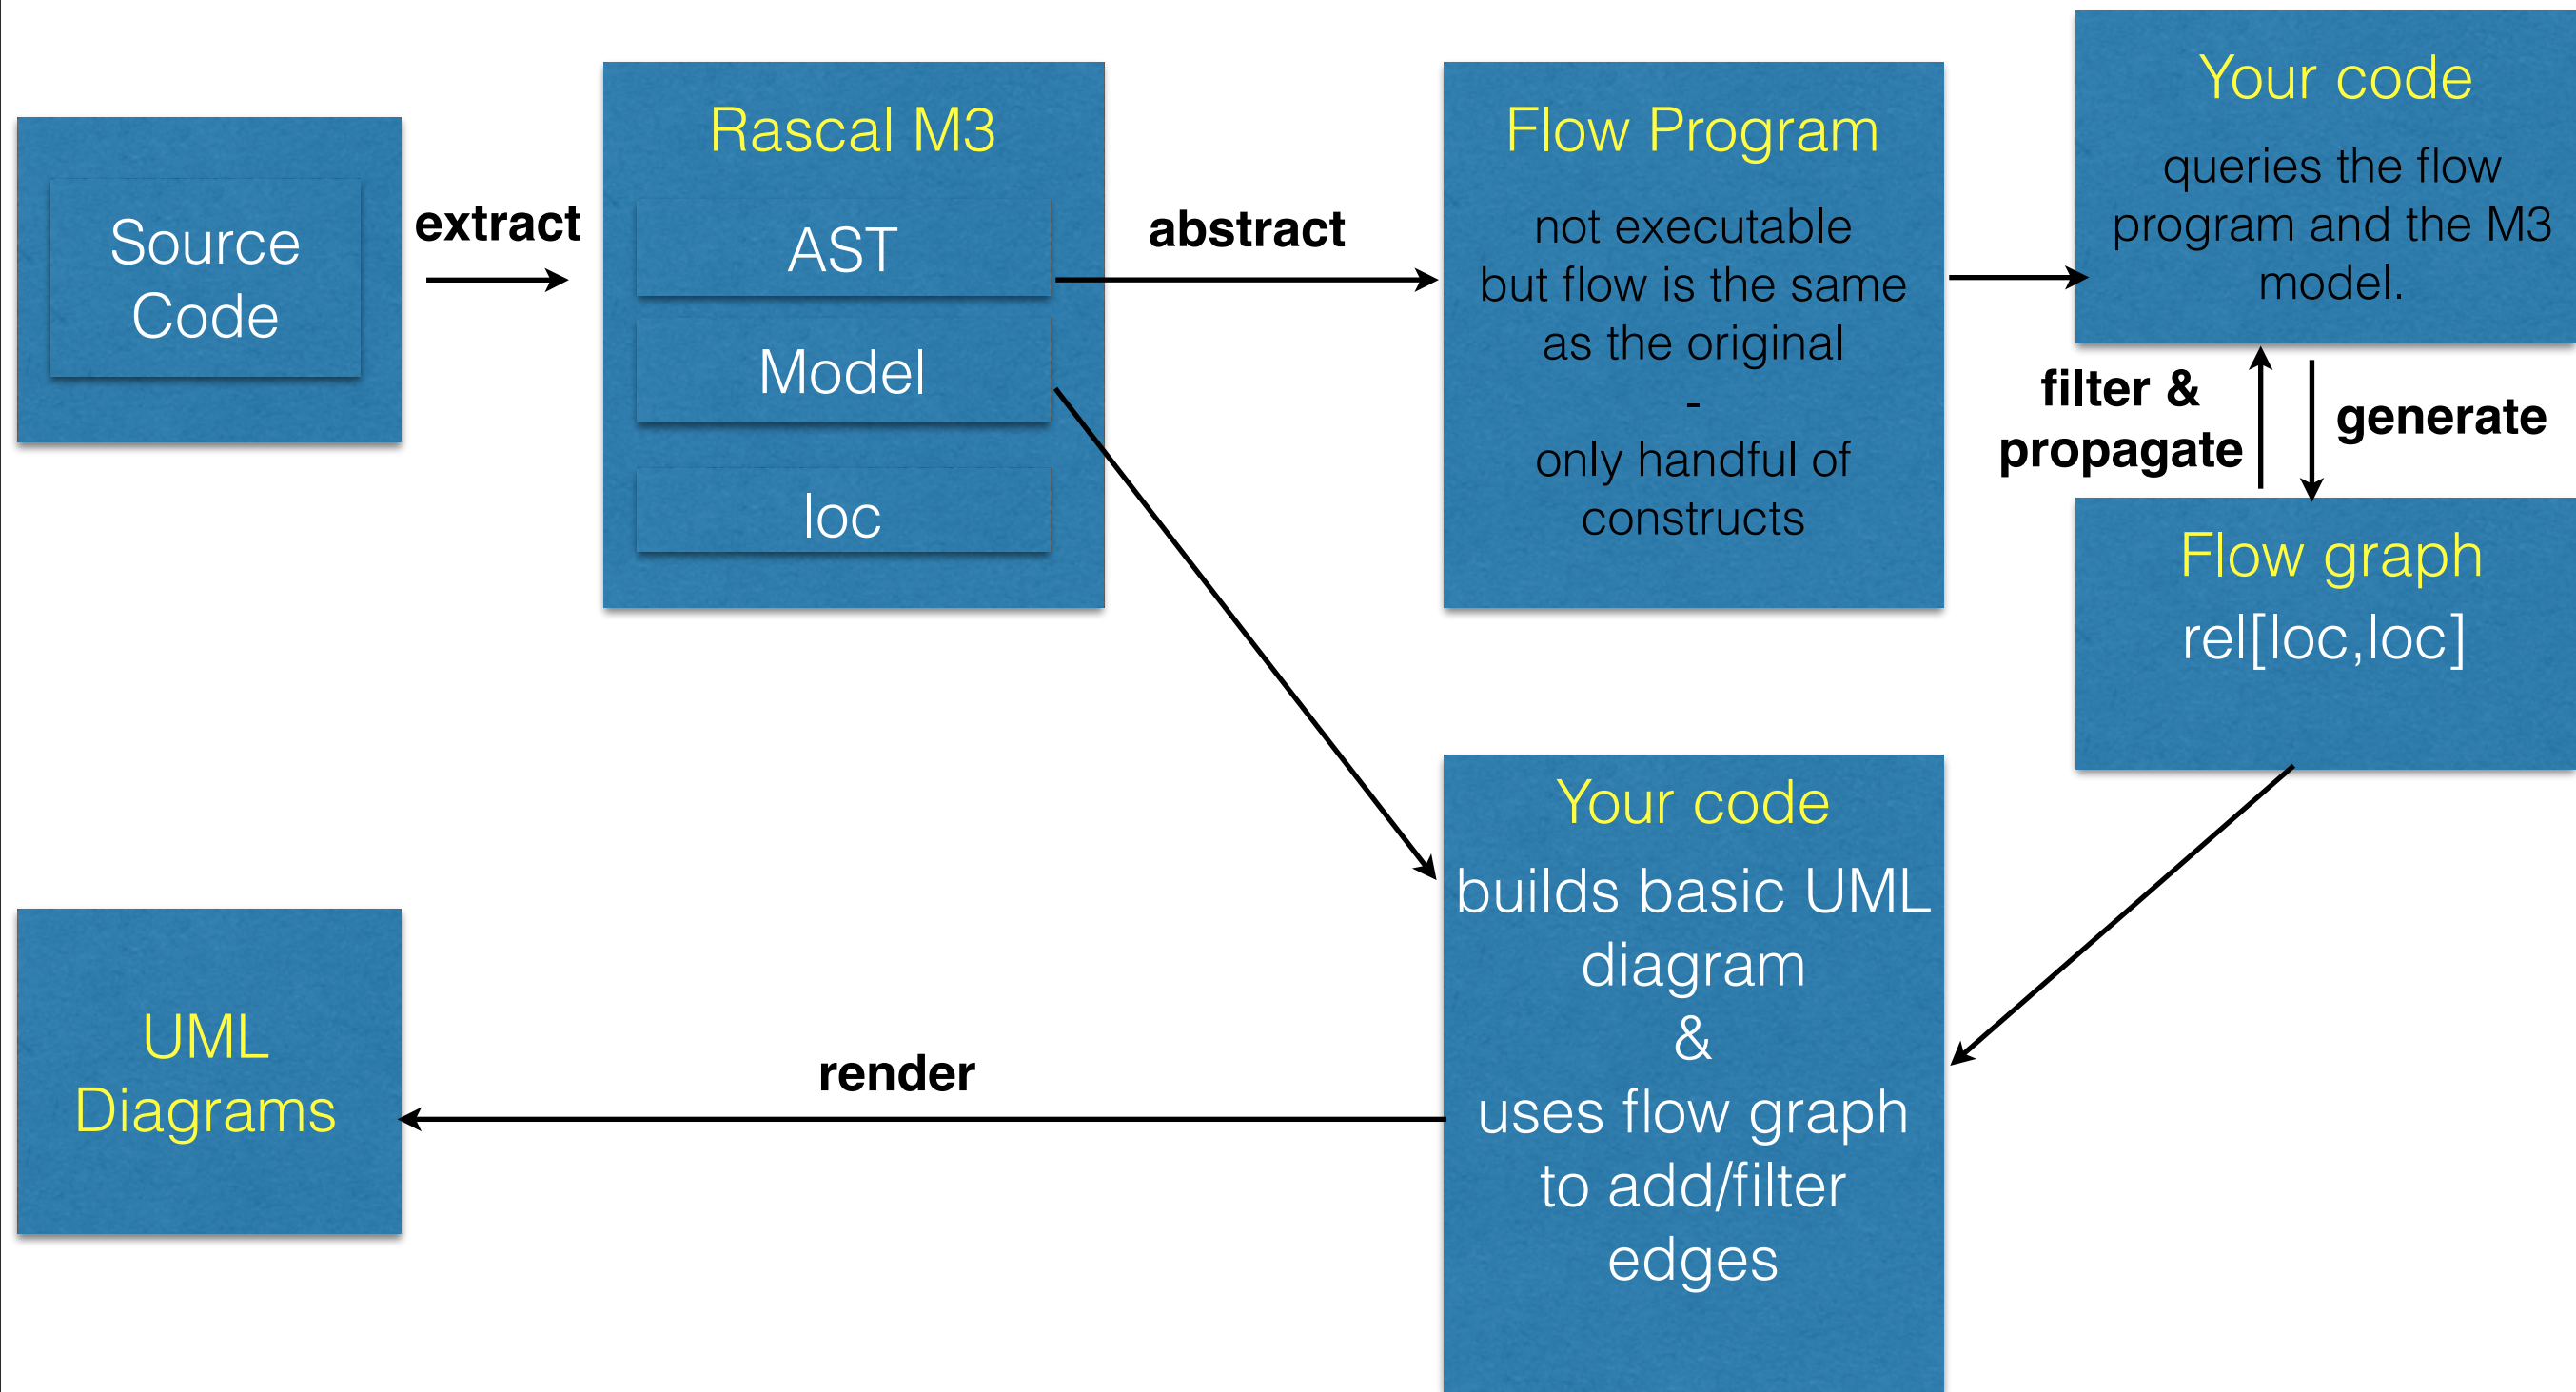 Source
Code
extract
Rascal M3
AST
Model
loc
abstract
Flow Program
not executable
but flow is the same
as the original
-
only handful of
constructs
Your code
queries the flow
program and the M3
model.
filter &
propagate
generate
Flow graph
rel[loc,loc]
Your code
builds basic UML
diagram
&
uses flow graph
to add/filter
edges
render
UML
Diagrams